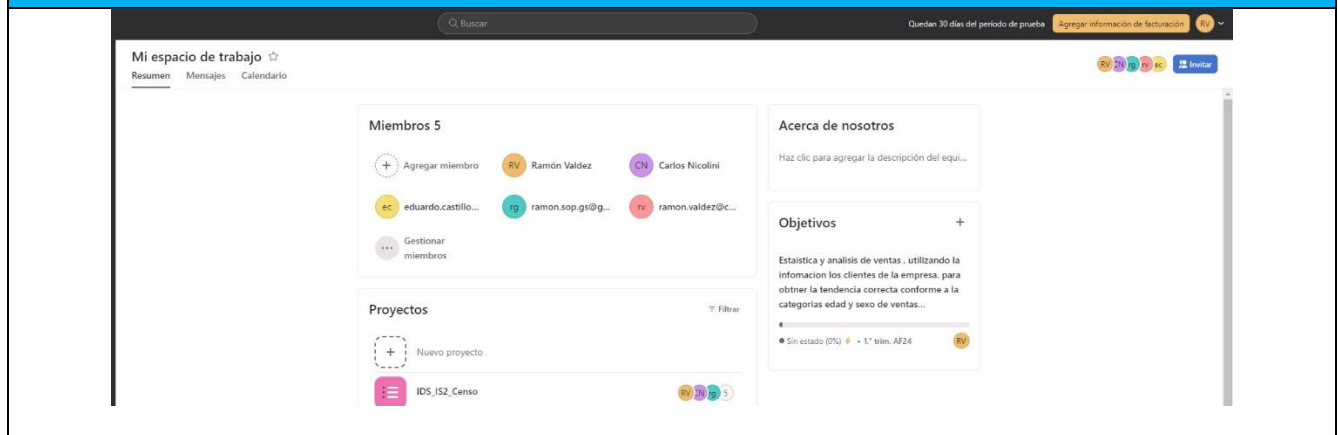 Buscar
Quedan 30 días del periodo de prueba
Agregar información de facturación
RV
Mi espacio de trabajo
Resumen Mensajes Calendario
RV CN rg rv ec
Invitar
Miembros 5
Agregar miembro
RV Ramón Valdez
CN Carlos Nicolini
ec eduardo.castillo...
rg ramon.sop.gs@g...
rv ramon.valdez@c...
Gestionar
miembros
Proyectos
Filtrar
Nuevo proyecto
IDS_IS2_Censo
RV CN rg 5
Acerca de nosotros
Haz clic para agregar la descripción del equi...
Objetivos
Estaistica y analisis de ventas . utilizando la
infomacion los clientes de la empresa. para
obtner la tendencia correcta conforme a la
categorias edad y sexo de ventas...
Sin estado (0%) • 1.° trim. AF24
RV